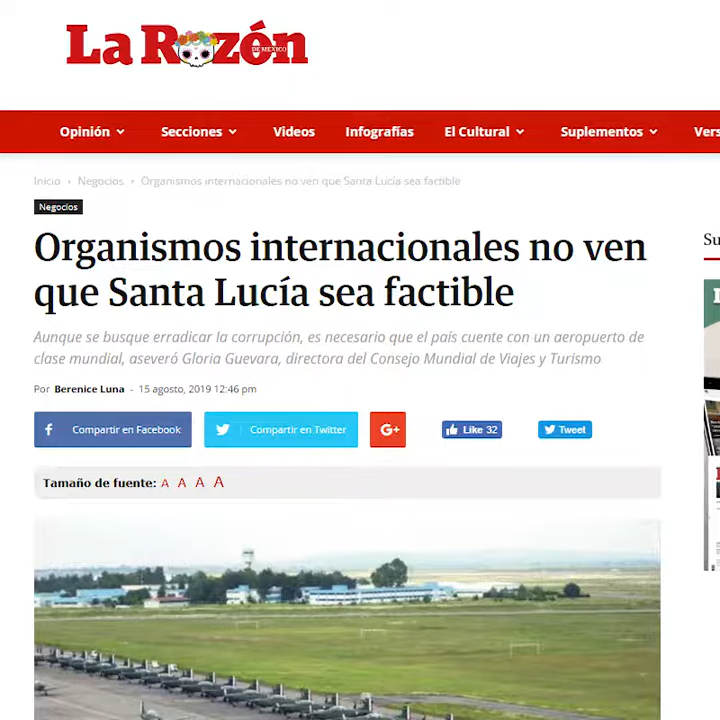 La Razón
DE MÉXICO
Opinión Secciones Videos Infografías El Cultural Suplementos Vers
Inicio › Negocios › Organismos internacionales no ven que Santa Lucía sea factible
Negocios
Organismos internacionales no ven
que Santa Lucía sea factible
Aunque se busque erradicar la corrupción, es necesario que el país cuente con un aeropuerto de
clase mundial, aseveró Gloria Guevara, directora del Consejo Mundial de Viajes y Turismo
Por Berenice Luna - 15 agosto, 2019 12:46 pm
Compartir en Facebook Compartir en Twitter G+ Like 32 Tweet
Tamaño de fuente: A A A A
Su